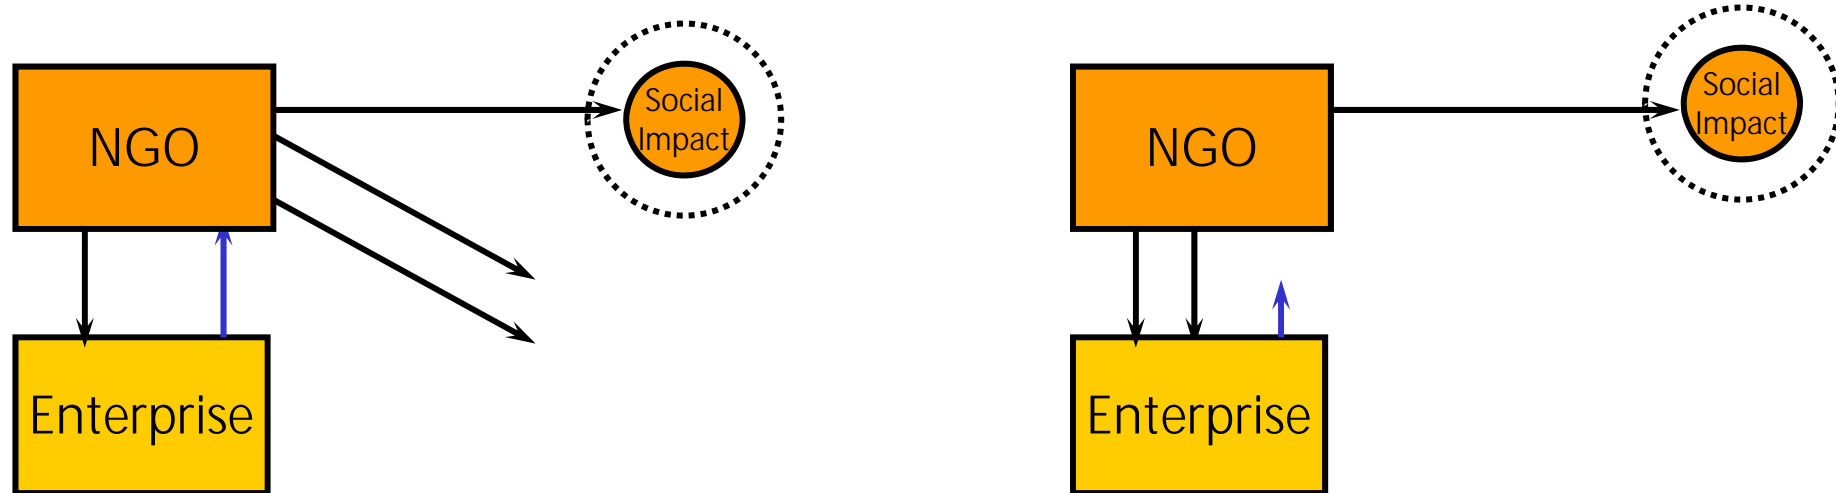 Social
Impact
NGO
Enterprise
Social
Impact
NGO
Enterprise